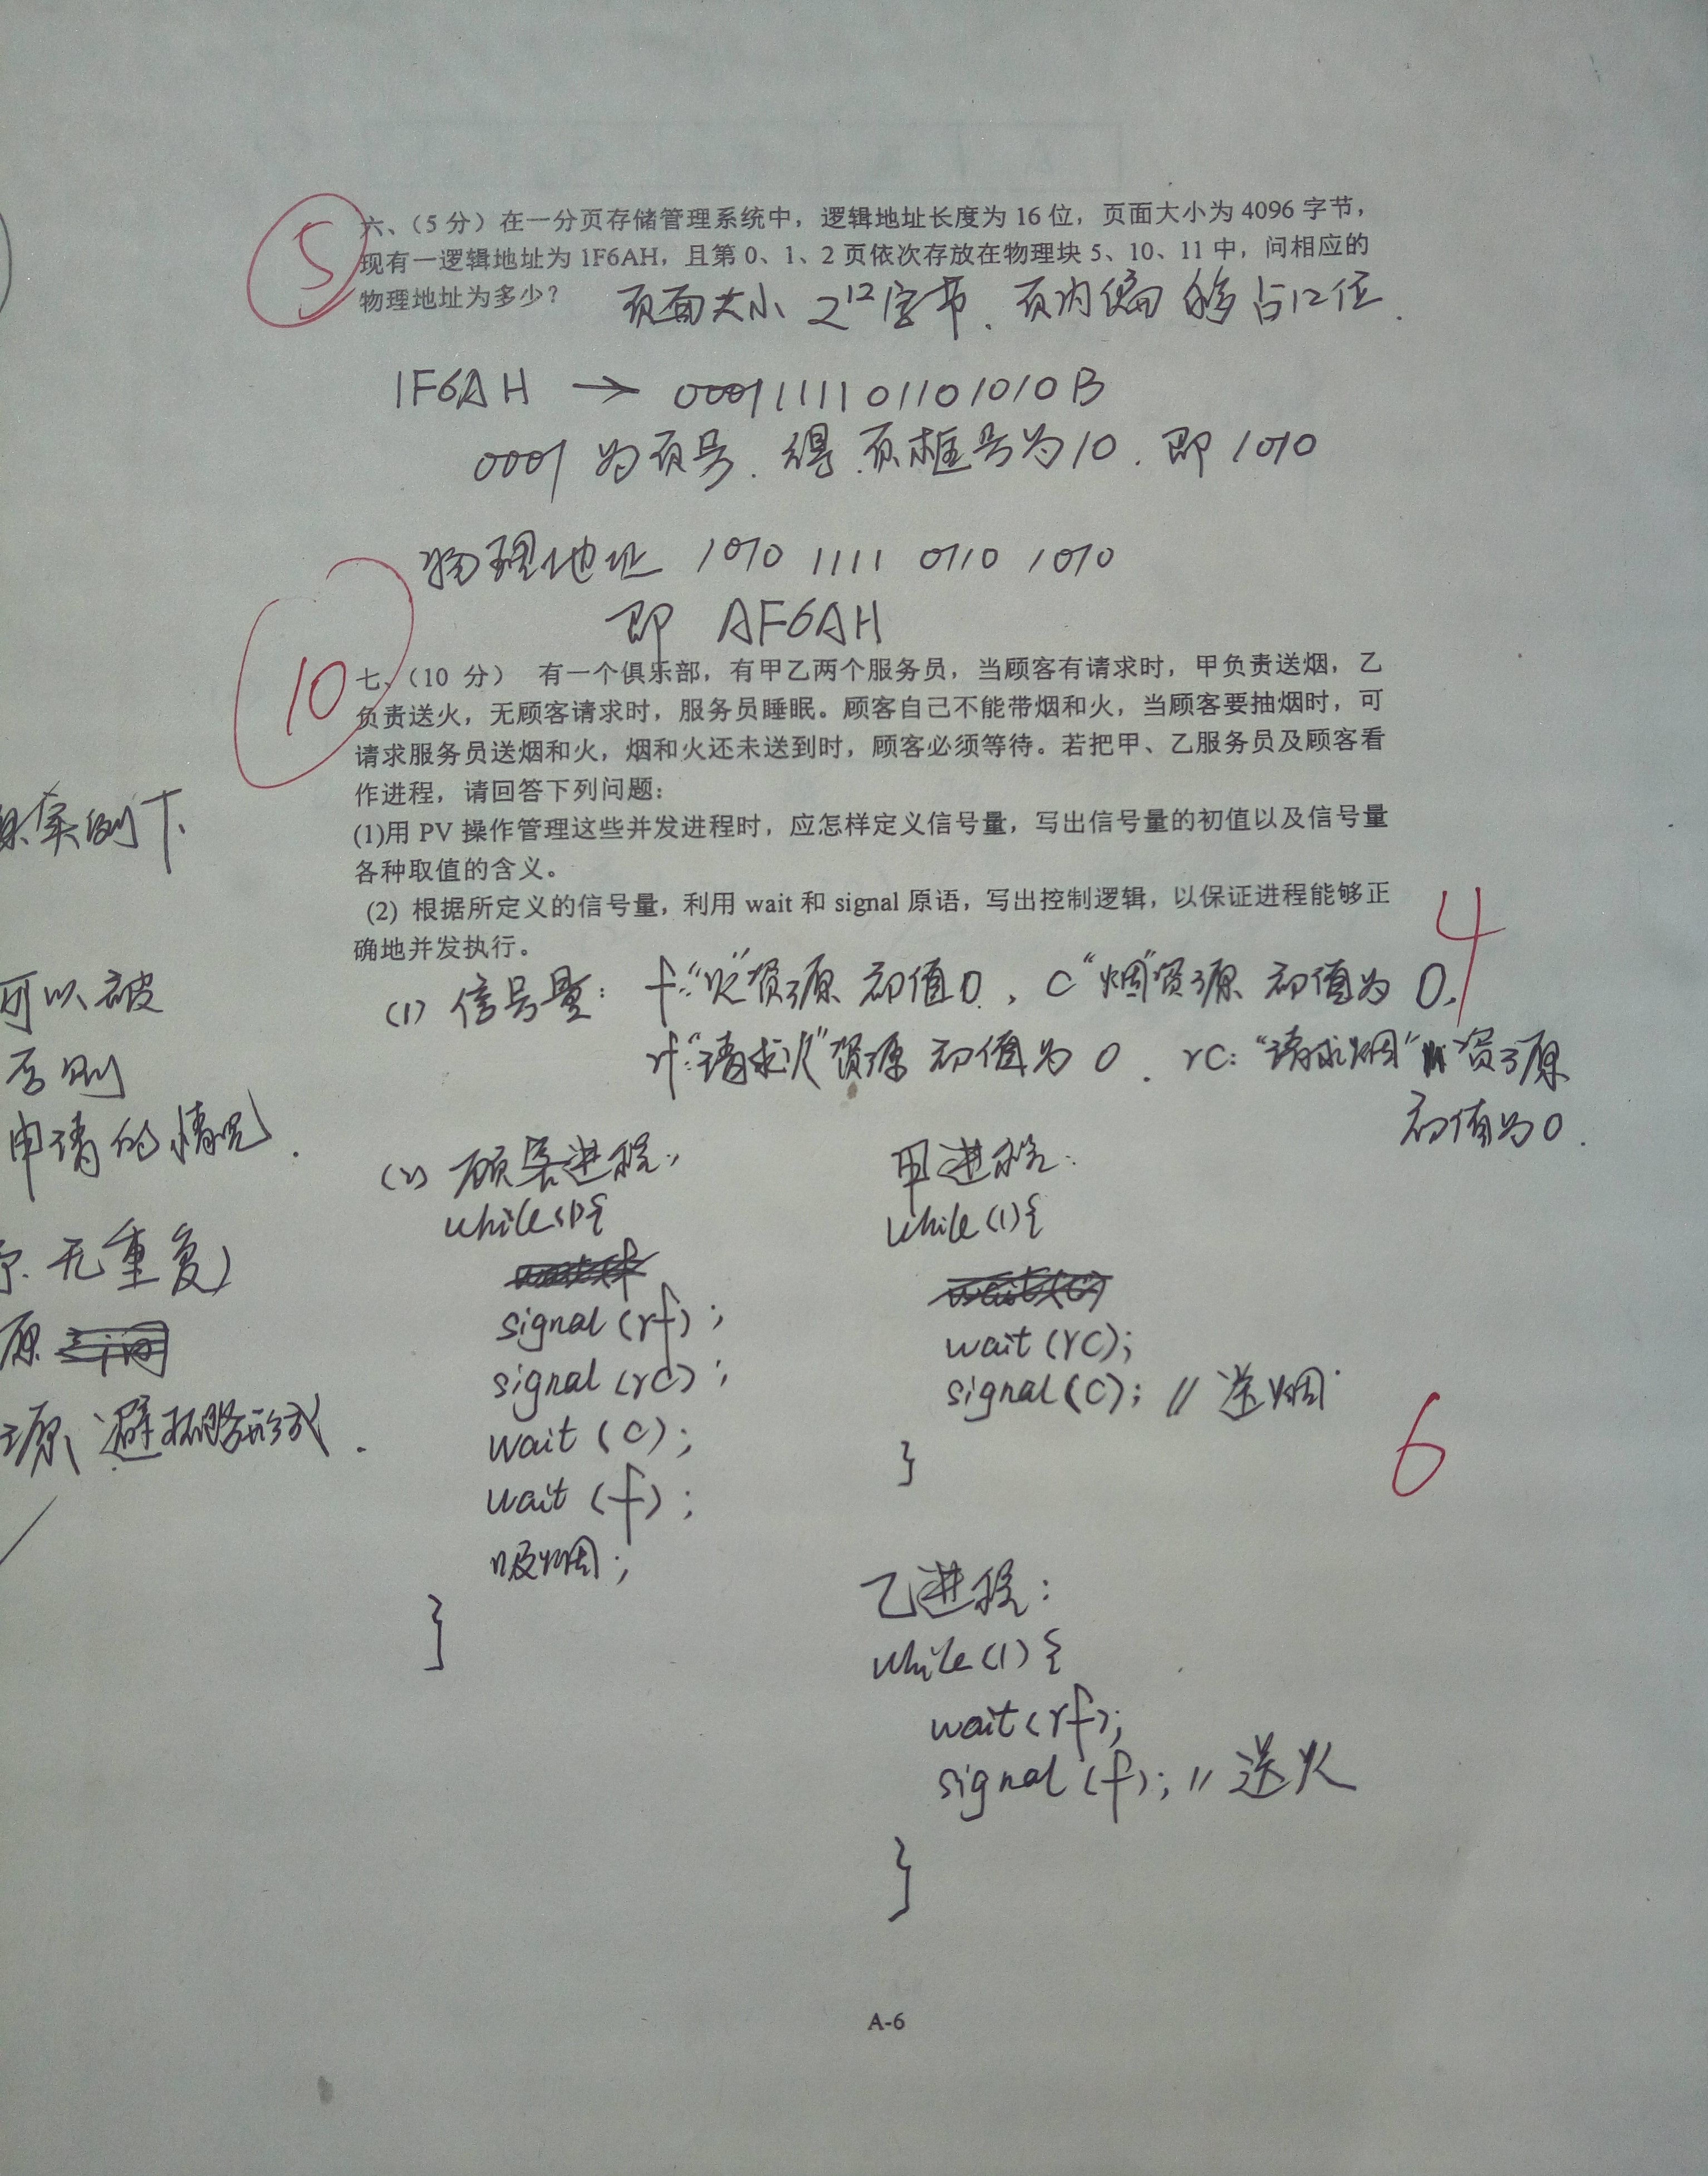 5
六、（5 分）在一分页存储管理系统中，逻辑地址长度为 16 位，页面大小为 4096 字节，
现有一逻辑地址为 1F6AH，且第 0、1、2 页依次存放在物理块 5、10、11 中，问相应的
物理地址为多少？
页面大小 2¹²字节. 页内偏移占12位.
1F6AH → 0001111101101010B
0001 为页号. 得 页框号为10. 即 1010
物理地址 1010 1111 0110 1010
即 AF6AH
10
七、（10 分） 有一个俱乐部，有甲乙两个服务员，当顾客有请求时，甲负责送烟，乙
负责送火，无顾客请求时，服务员睡眠。顾客自己不能带烟和火，当顾客要抽烟时，可
请求服务员送烟和火，烟和火还未送到时，顾客必须等待。若把甲、乙服务员及顾客看
作进程，请回答下列问题：
(1)用 PV 操作管理这些并发进程时，应怎样定义信号量，写出信号量的初值以及信号量
各种取值的含义。
(2) 根据所定义的信号量，利用 wait 和 signal 原语，写出控制逻辑，以保证进程能够正
确地并发执行。
4
(1) 信号量: f:"火"资源 初值0, c"烟"资源 初值为 0.
rf:"请求火"资源 初值为 0. rc: "请求烟"资源
初值为0.
(2) 顾客进程:
while(1){
signal (rf);
signal (rc);
wait (c);
wait (f);
吸烟;
}
甲进程:
while (1) {
wait (rc);
signal (c); // 送烟
}
6
乙进程:
while (1) {
wait (rf);
signal (f); // 送火
}
例下
可以被
否则
申请的情况.
无重复)
源
源、避环路形成.
A-6